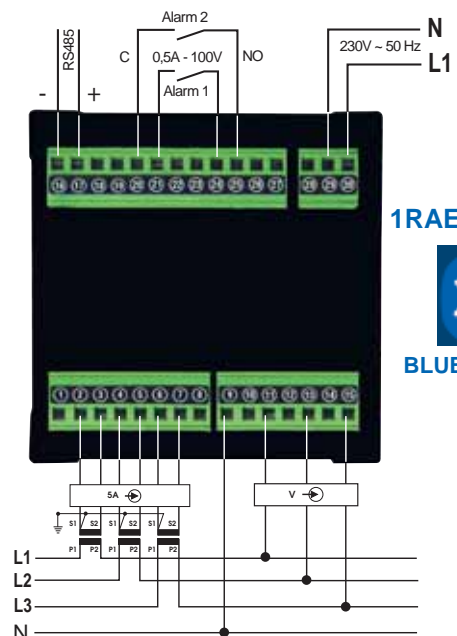 Alarm 2
N
RS485
C
0,5A - 100V
NO
230V ~ 50 Hz
L1
- +
Alarm 1
16 17 18 19 20 21 22 23 24 25 26 27 28 29 30
1RAE
BLUE
1 2 3 4 5 6 7 8 9 10 11 12 13 14 15
5A
V
S1 S2 S1 S2 S1 S2
P1 P2 P1 P2 P1 P2
L1
L2
L3
N